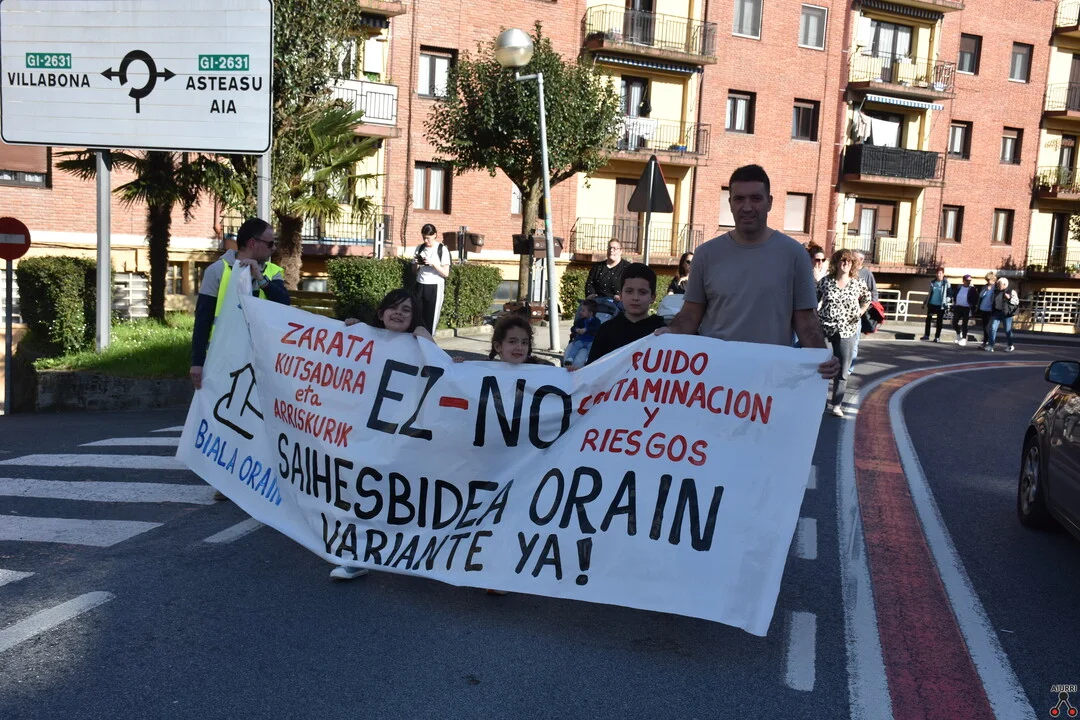 GI-2631
VILLABONA
GI-2631
ASTEASU
AIA
ZARATA
KUTSADURA
eta
ARRISKURIK
EZ-NO
RUIDO
CONTAMINACION
Y
RIESGOS
BIALA ORAIN
SAIHESBIDEA ORAIN
VARIANTE YA!
AIURRI